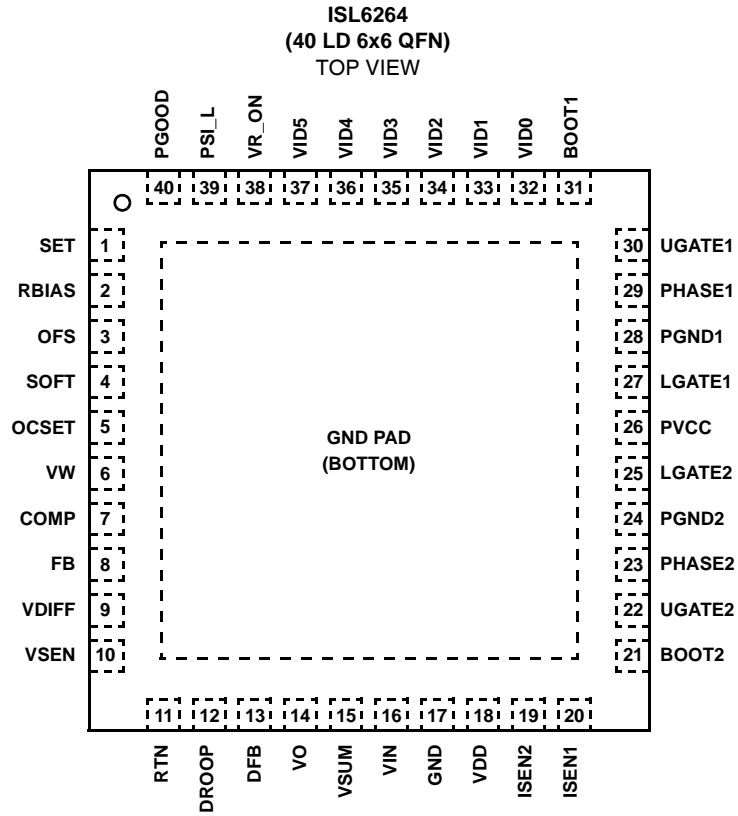 ISL6264
(40 LD 6x6 QFN)
TOP VIEW
PGOOD
PSI_L
VR_ON
VID5
VID4
VID3
VID2
VID1
VID0
BOOT1
40 39 38 37 36 35 34 33 32 31
SET 1
RBIAS 2
OFS 3
SOFT 4
OCSET 5
VW 6
COMP 7
FB 8
VDIFF 9
VSEN 10
GND PAD
(BOTTOM)
30 UGATE1
29 PHASE1
28 PGND1
27 LGATE1
26 PVCC
25 LGATE2
24 PGND2
23 PHASE2
22 UGATE2
21 BOOT2
11 12 13 14 15 16 17 18 19 20
RTN
DROOP
DFB
VO
VSUM
VIN
GND
VDD
ISEN2
ISEN1